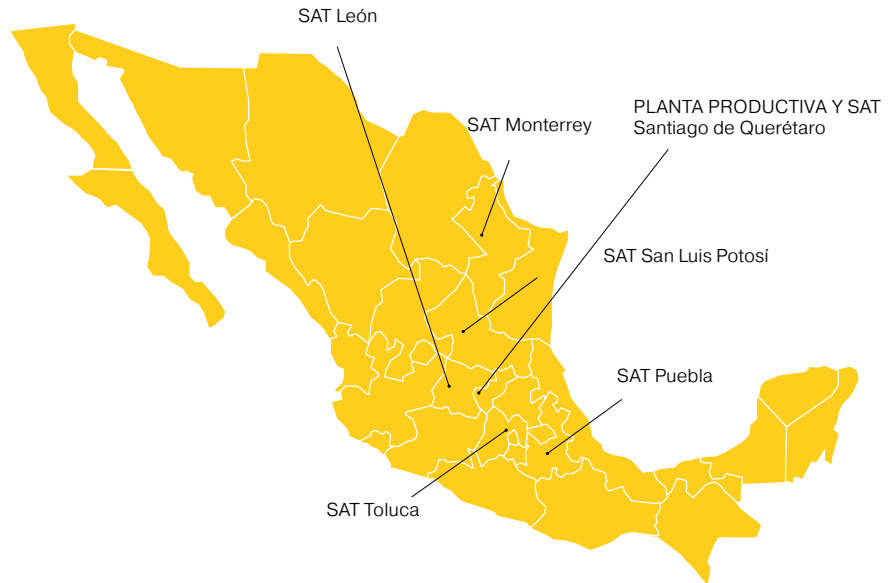 SAT León
PLANTA PRODUCTIVA Y SAT
Santiago de Querétaro
SAT Monterrey
SAT San Luis Potosí
SAT Puebla
SAT Toluca